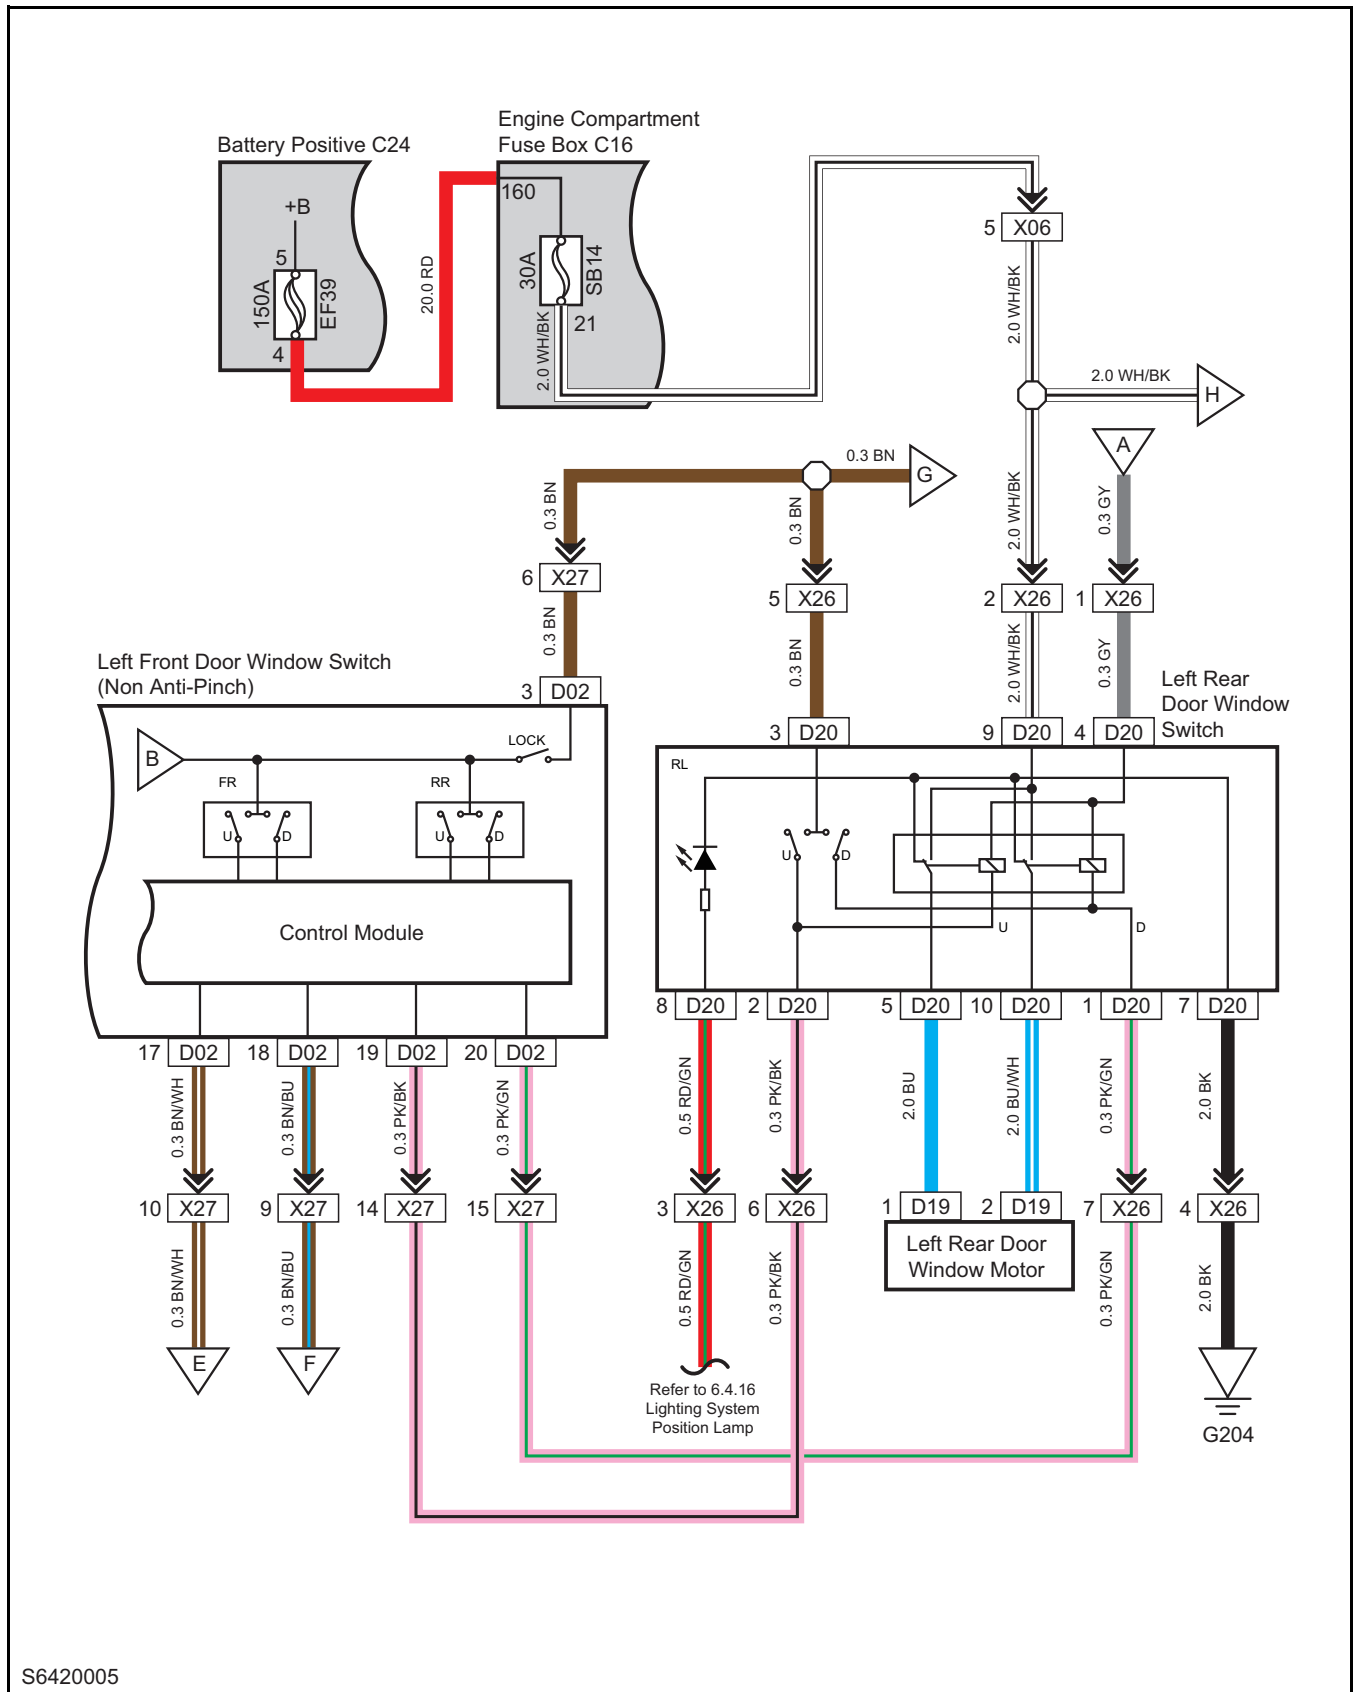 Engine Compartment
Fuse Box C16
Battery Positive C24
160
+B
5
150A
EF39
4
20.0 RD
30A
SB14
21
2.0 WH/BK
5 X06
2.0 WH/BK
2.0 WH/BK
H
A
0.3 BN
G
0.3 BN
0.3 BN
2.0 WH/BK
0.3 GY
6 X27
5 X26
2 X26
1 X26
0.3 BN
0.3 BN
2.0 WH/BK
0.3 GY
Left Front Door Window Switch
(Non Anti-Pinch)
Left Rear
Door Window
Switch
3 D02
3 D20
9 D20
4 D20
B
LOCK
FR
RR
U D
U D
Control Module
RL
U D
U
D
17 D02
18 D02
19 D02
20 D02
8 D20
2 D20
5 D20
10 D20
1 D20
7 D20
0.3 BN/WH
0.3 BN/BU
0.3 PK/BK
0.3 PK/GN
0.5 RD/GN
0.3 PK/BK
2.0 BU
2.0 BU/WH
0.3 PK/GN
2.0 BK
10 X27
9 X27
14 X27
15 X27
3 X26
6 X26
1 D19
2 D19
7 X26
4 X26
Left Rear Door
Window Motor
0.3 BN/WH
0.3 BN/BU
0.5 RD/GN
0.3 PK/BK
0.3 PK/GN
2.0 BK
E
F
Refer to 6.4.16
Lighting System
Position Lamp
G204
S6420005